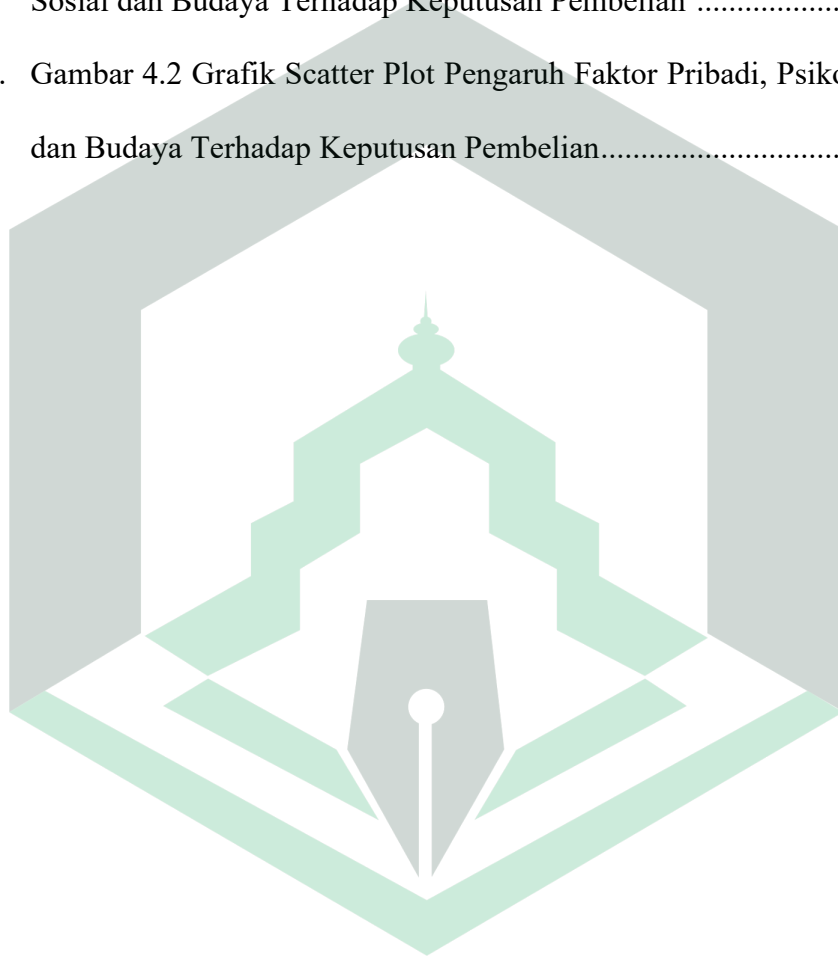 Sosial dan Budaya Terhadap Keputusan Pembelian ..................
. Gambar 4.2 Grafik Scatter Plot Pengaruh Faktor Pribadi,
dan Budaya Terhadap Keputusan Pembelian..............................